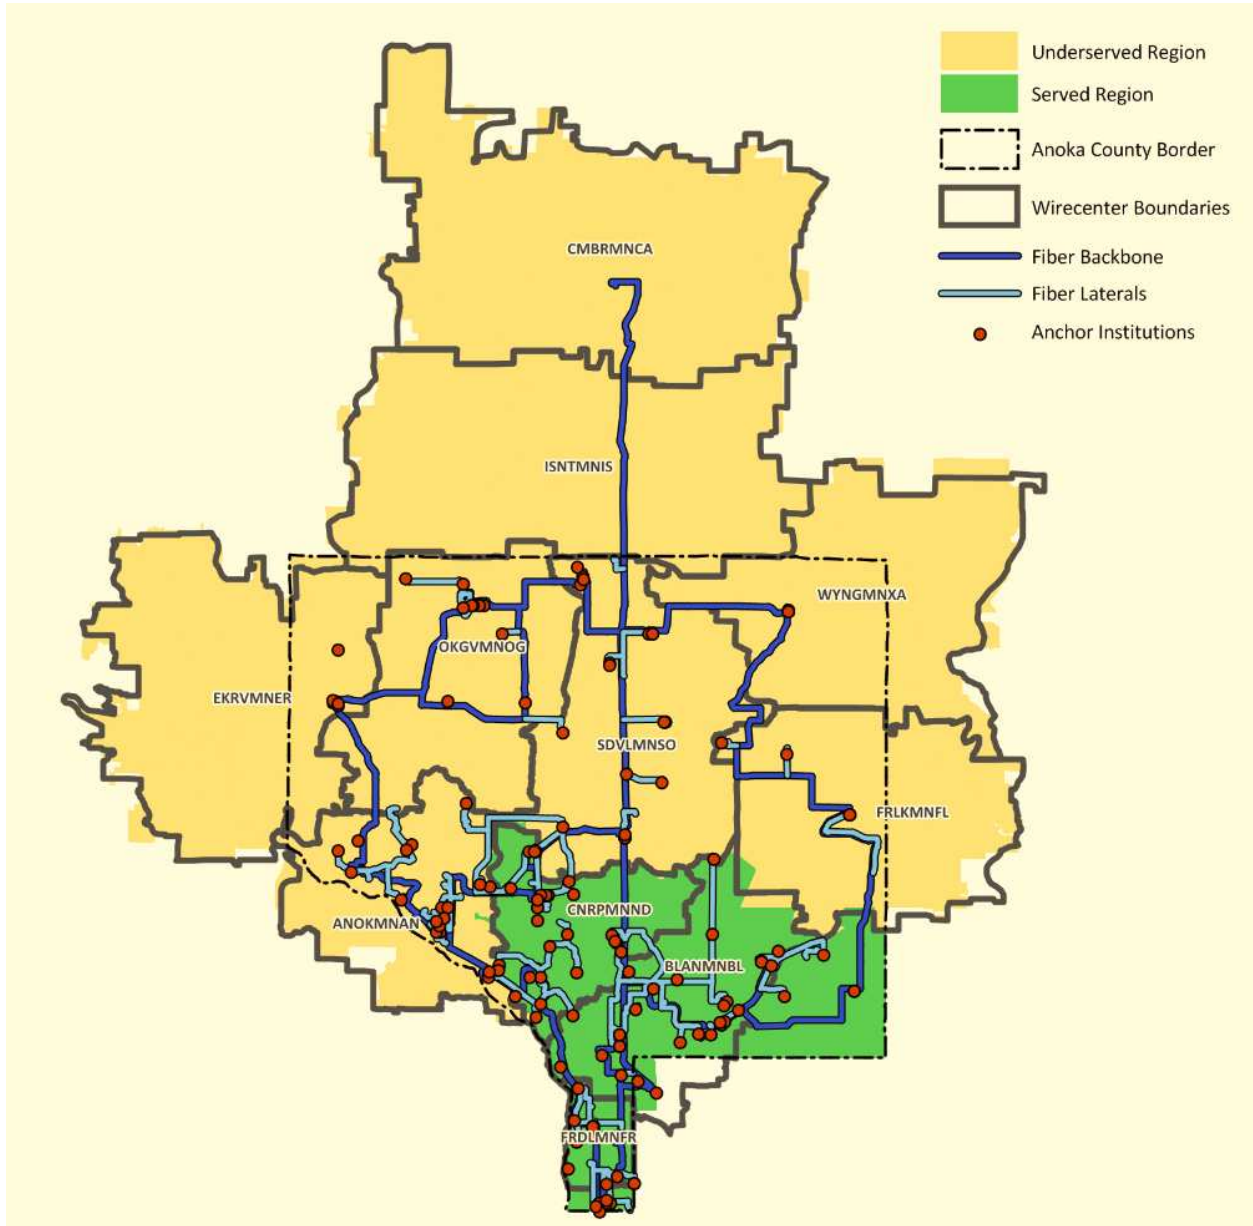 Underserved Region
Served Region
Anoka County Border
Wirecenter Boundaries
Fiber Backbone
Fiber Laterals
Anchor Institutions
CMBRMNCA
ISNTMNIS
WYNGMNXA
OKGVMNOG
EKRVMNER
SDVLMNSO
FRLKMNFL
CNRPMNND
ANOKMNAN
BLANMNBL
FRDLMNFR